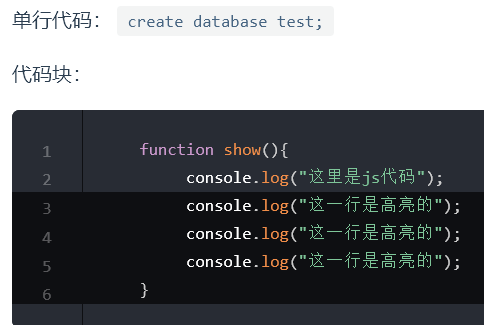 单行代码： create database test;
代码块：
1 function show(){
2 console.log("这里是js代码");
3 console.log("这一行是高亮的");
4 console.log("这一行是高亮的");
5 console.log("这一行是高亮的");
6 }